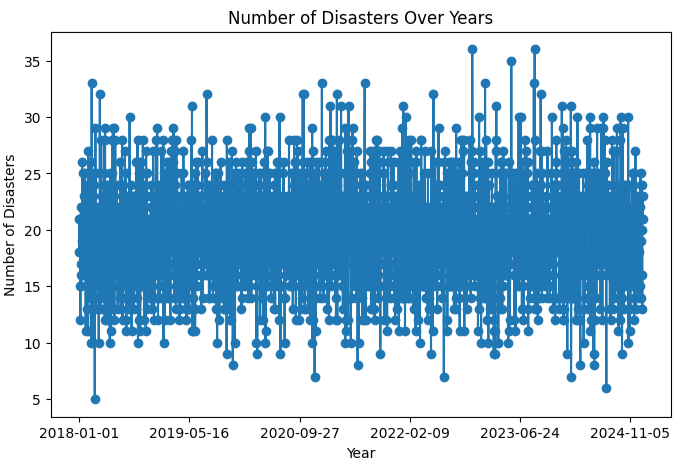 Number of Disasters Over Years
Number of Disasters
35
30
25
20
15
10
5
2018-01-01 2019-05-16 2020-09-27 2022-02-09 2023-06-24 2024-11-05
Year